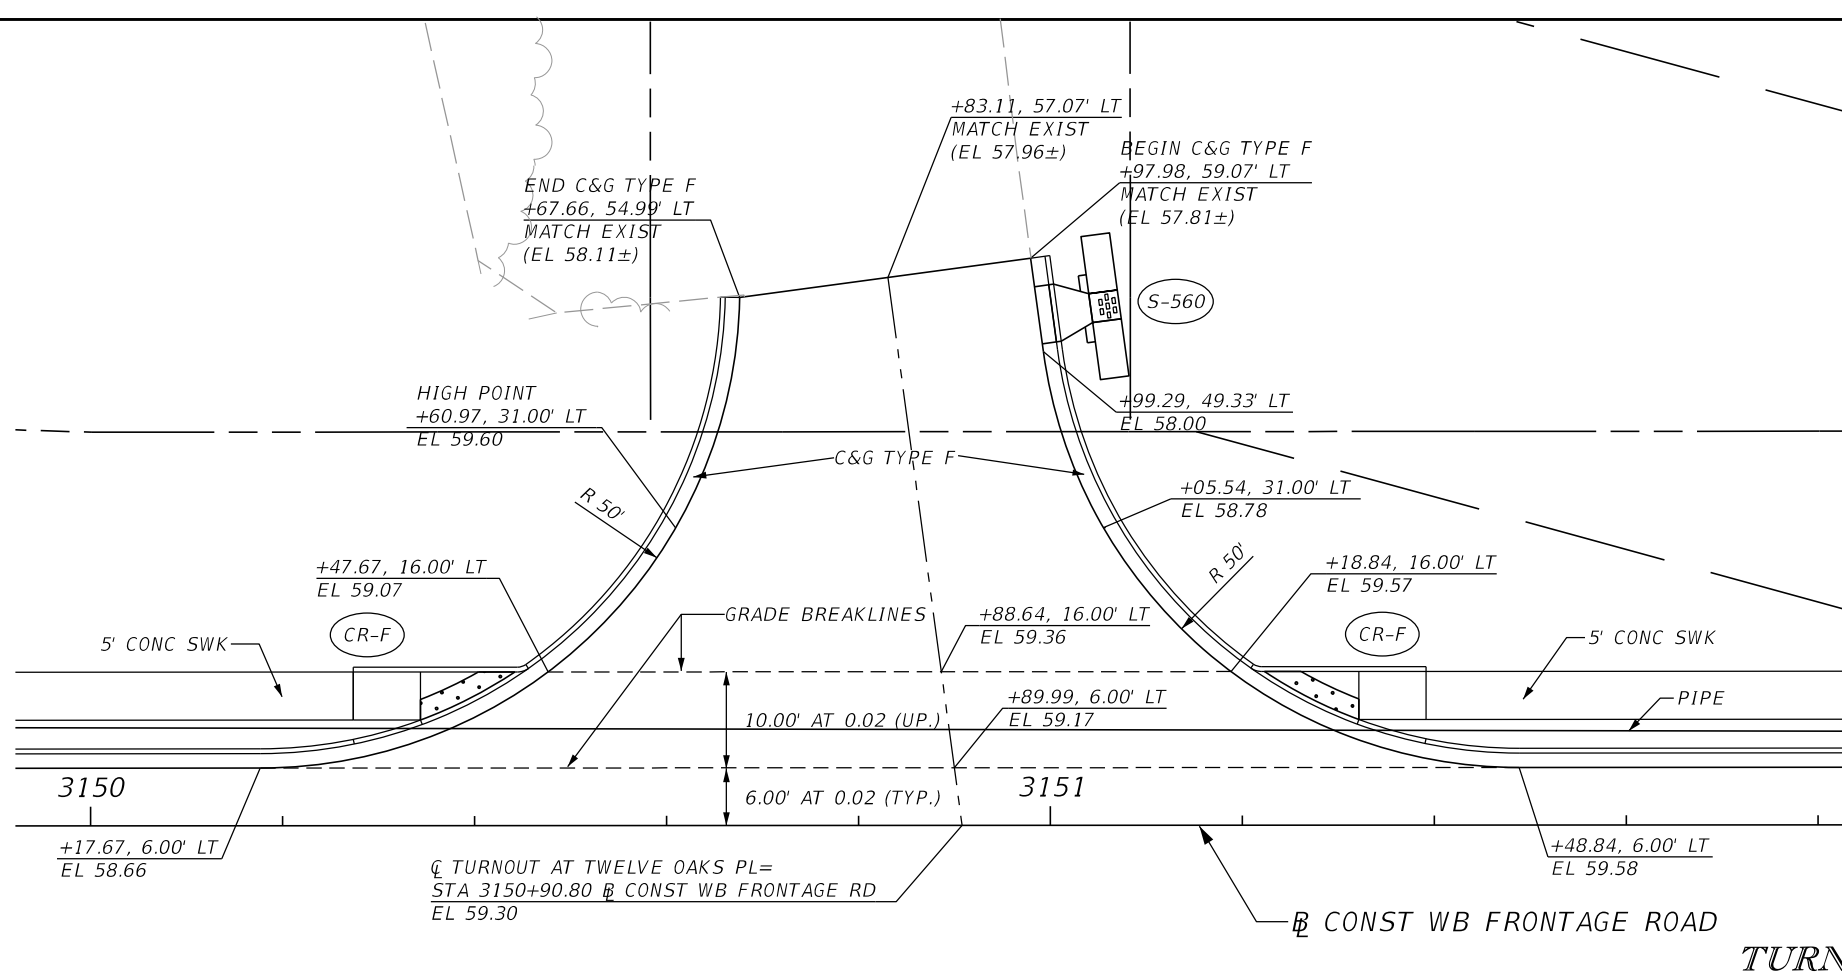 +83.11, 57.07' LT
MATCH EXIST
(EL 57.96±)
BEGIN C&G TYPE F
+97.98, 59.07' LT
MATCH EXIST
(EL 57.81±)
END C&G TYPE F
+67.66, 54.99' LT
MATCH EXIST
(EL 58.11±)
S-560
HIGH POINT
+60.97, 31.00' LT
EL 59.60
+99.29, 49.33' LT
EL 58.00
C&G TYPE F
R 50'
+05.54, 31.00' LT
EL 58.78
+47.67, 16.00' LT
EL 59.07
R 50'
+18.84, 16.00' LT
EL 59.57
GRADE BREAKLINES
+88.64, 16.00' LT
EL 59.36
CR-F
CR-F
5' CONC SWK
5' CONC SWK
+89.99, 6.00' LT
EL 59.17
PIPE
10.00' AT 0.02 (UP.)
6.00' AT 0.02 (TYP.)
3150
3151
+17.67, 6.00' LT
EL 58.66
+48.84, 6.00' LT
EL 59.58
℄ TURNOUT AT TWELVE OAKS PL=
STA 3150+90.80 BL CONST WB FRONTAGE RD
EL 59.30
BL CONST WB FRONTAGE ROAD